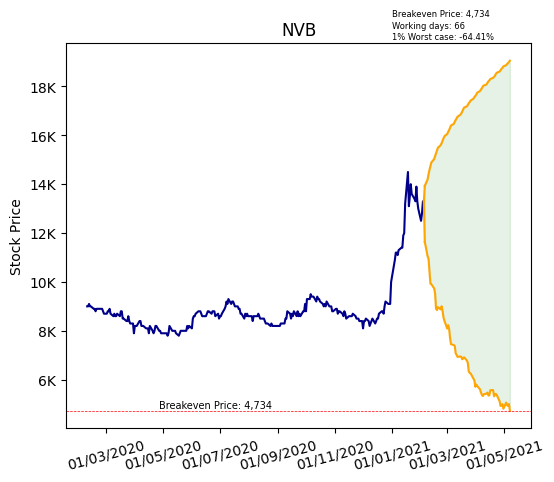 Breakeven Price: 4,734
Working days: 66
1% Worst case: -64.41%
NVB
Stock Price
18K
16K
14K
12K
10K
8K
6K
Breakeven Price: 4,734
01/03/2020
01/05/2020
01/07/2020
01/09/2020
01/11/2020
01/01/2021
01/03/2021
01/05/2021